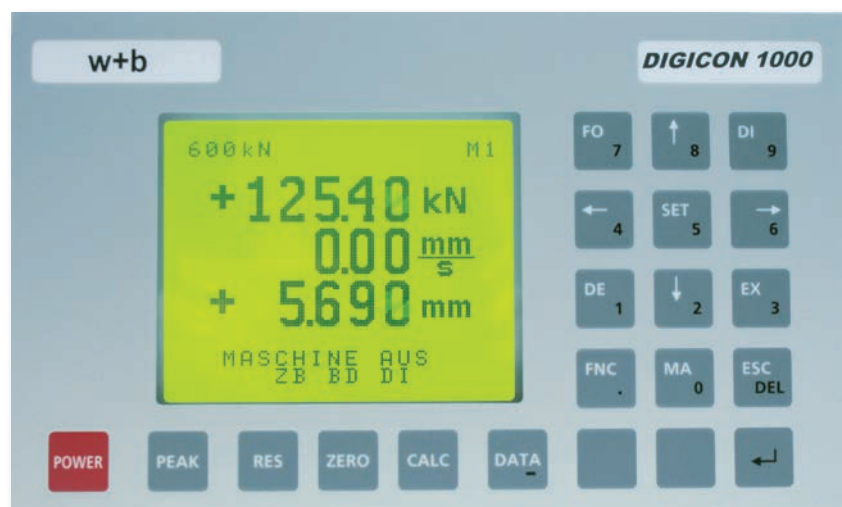 w+b
DIGICON 1000
600kN M1
+125.40 kN
0.00 mm/s
+ 5.690 mm
MASCHINE AUS
ZB BD DI
FO 7
↑ 8
DI 9
← 4
SET 5
→ 6
DE 1
↓ 2
EX 3
FNC .
MA 0
ESC DEL
POWER
PEAK
RES
ZERO
CALC
DATA -
↵